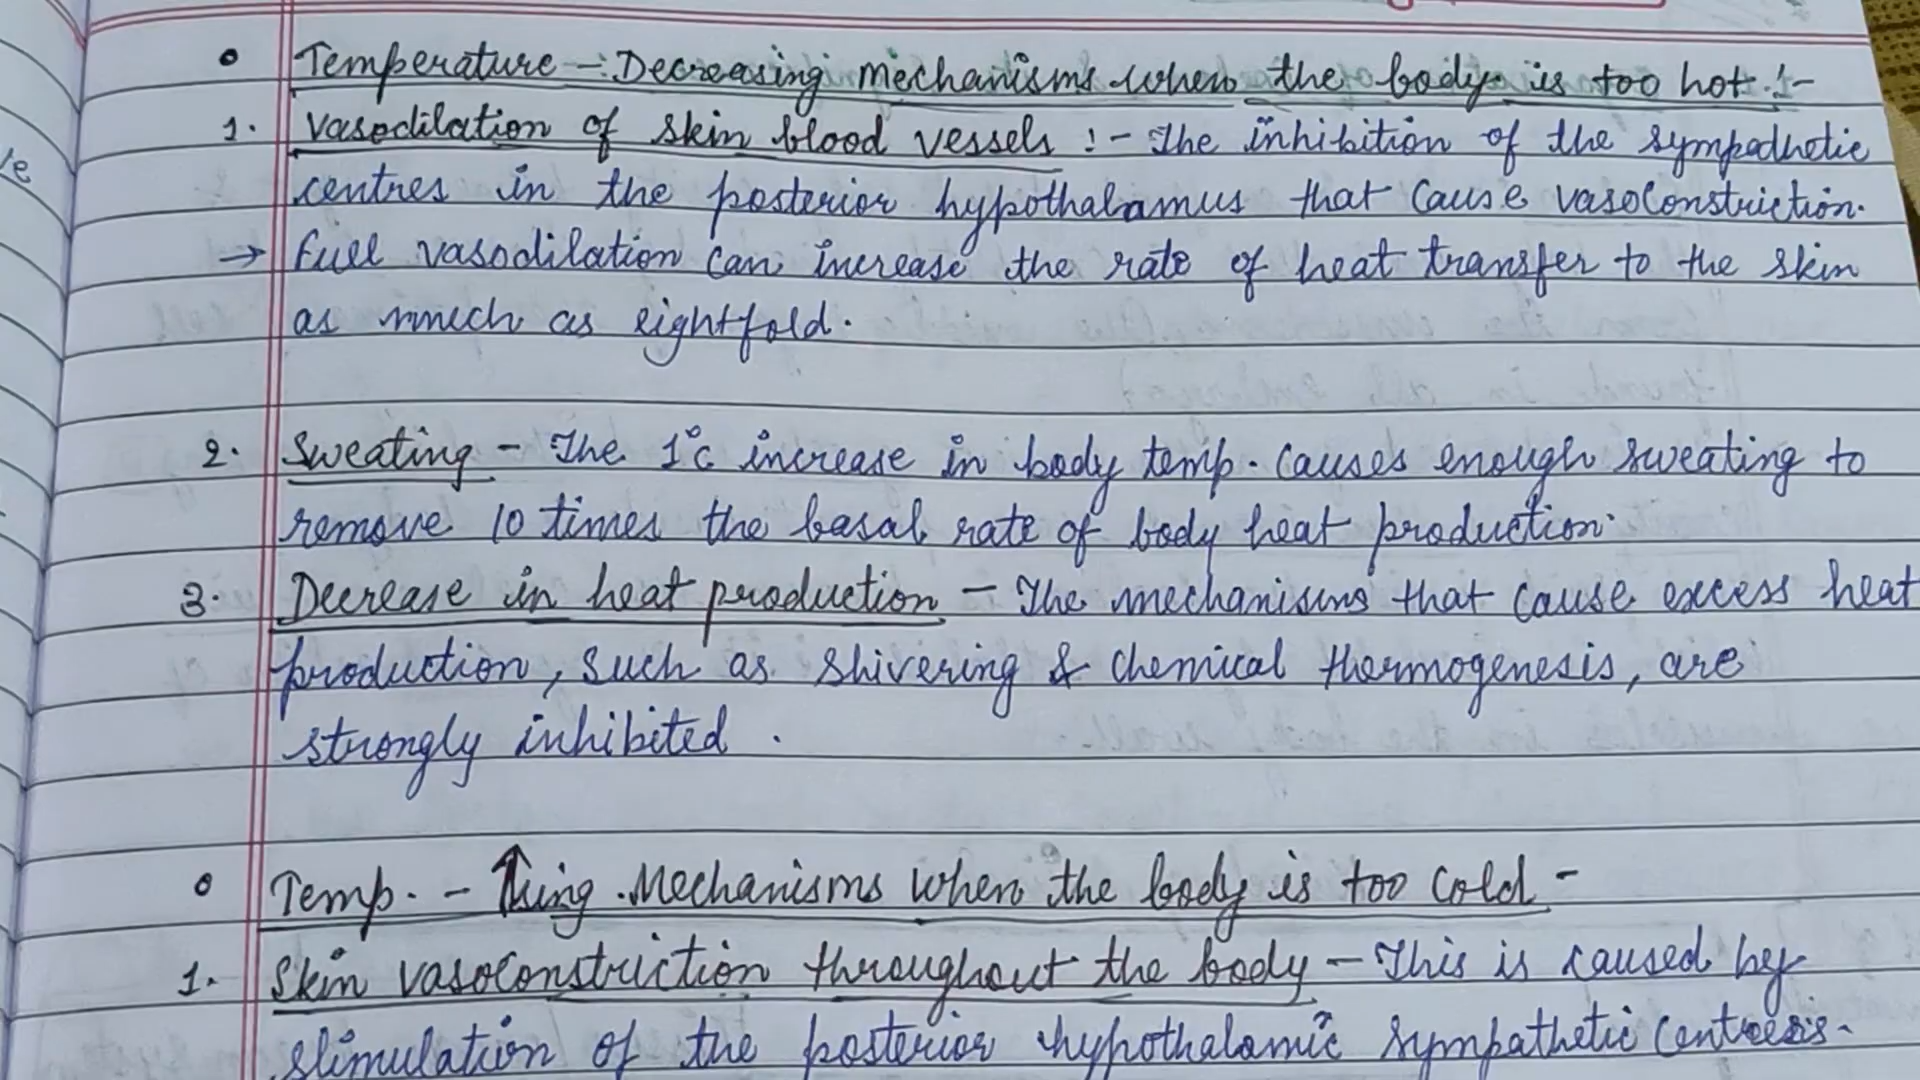 • Temperature - Decreasing mechanisms when the body is too hot :-
1. Vasodilation of skin blood vessels :- The inhibition of the sympathetic
centres in the posterior hypothalamus that cause vasoconstriction.
→ Full vasodilation can increase the rate of heat transfer to the skin
as much as eightfold.
2. Sweating - The 1°C increase in body temp. causes enough sweating to
remove 10 times the basal rate of body heat production.
3. Decrease in heat production - The mechanisms that cause excess heat
production, such as shivering & chemical thermogenesis, are
strongly inhibited.
• Temp. - ↑ing Mechanisms when the body is too cold -
1. Skin vasoconstriction throughout the body - This is caused by
stimulation of the posterior hypothalamic sympathetic